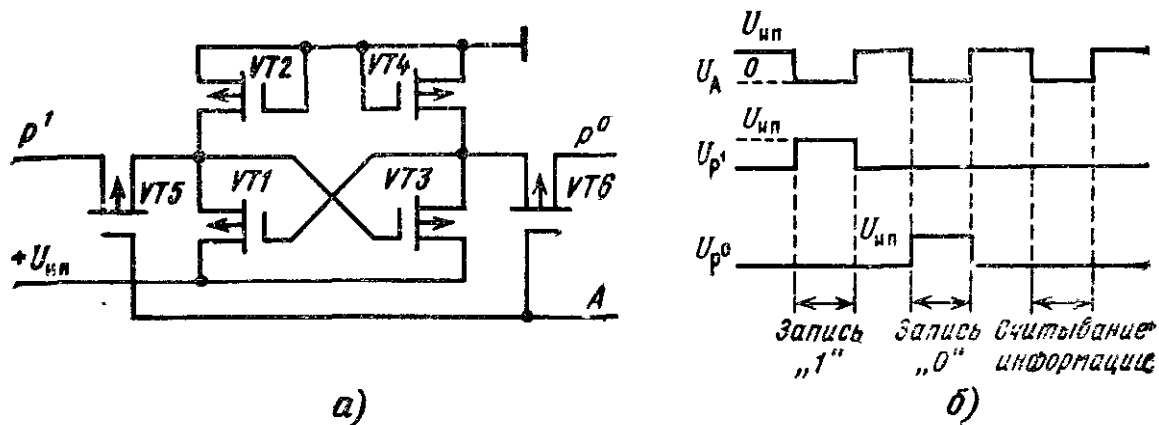 VT2
VT4
p¹
p⁰
VT5
VT1
VT3
VT6
+Uип
A
а)
Uип
0
UA
Uип
Up¹
Uип
Up⁰
Запись „1“
Запись „0“
Считывание информации
б)